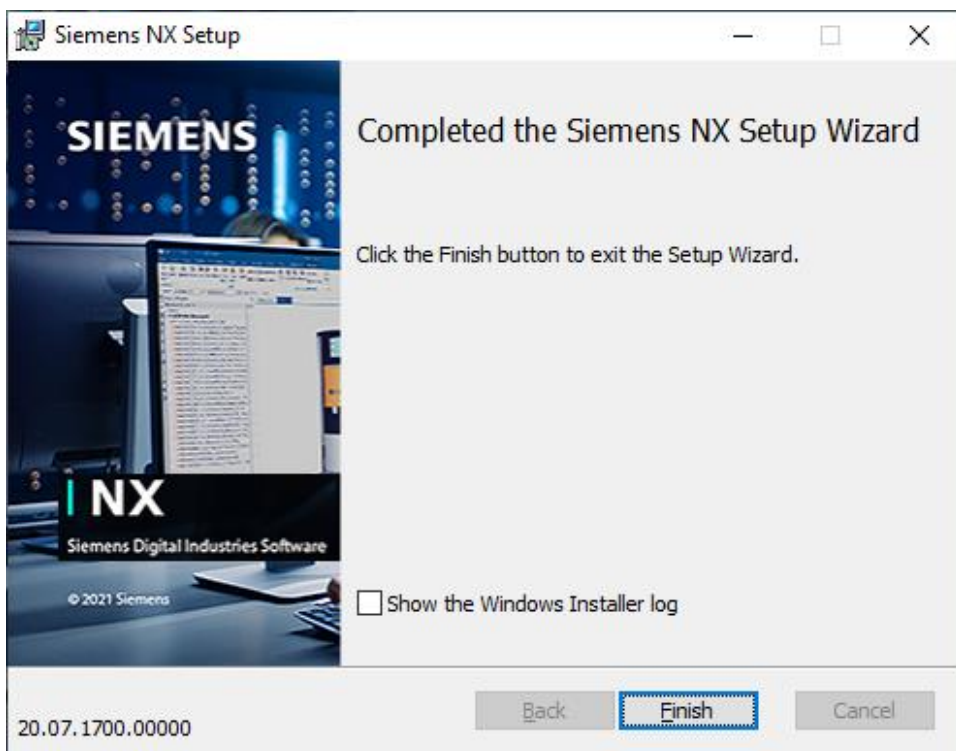 Siemens NX Setup
SIEMENS
Completed the Siemens NX Setup Wizard
Click the Finish button to exit the Setup Wizard.
NX
Siemens Digital Industries Software
© 2021 Siemens
Show the Windows Installer log
20.07.1700.00000
Back
Finish
Cancel